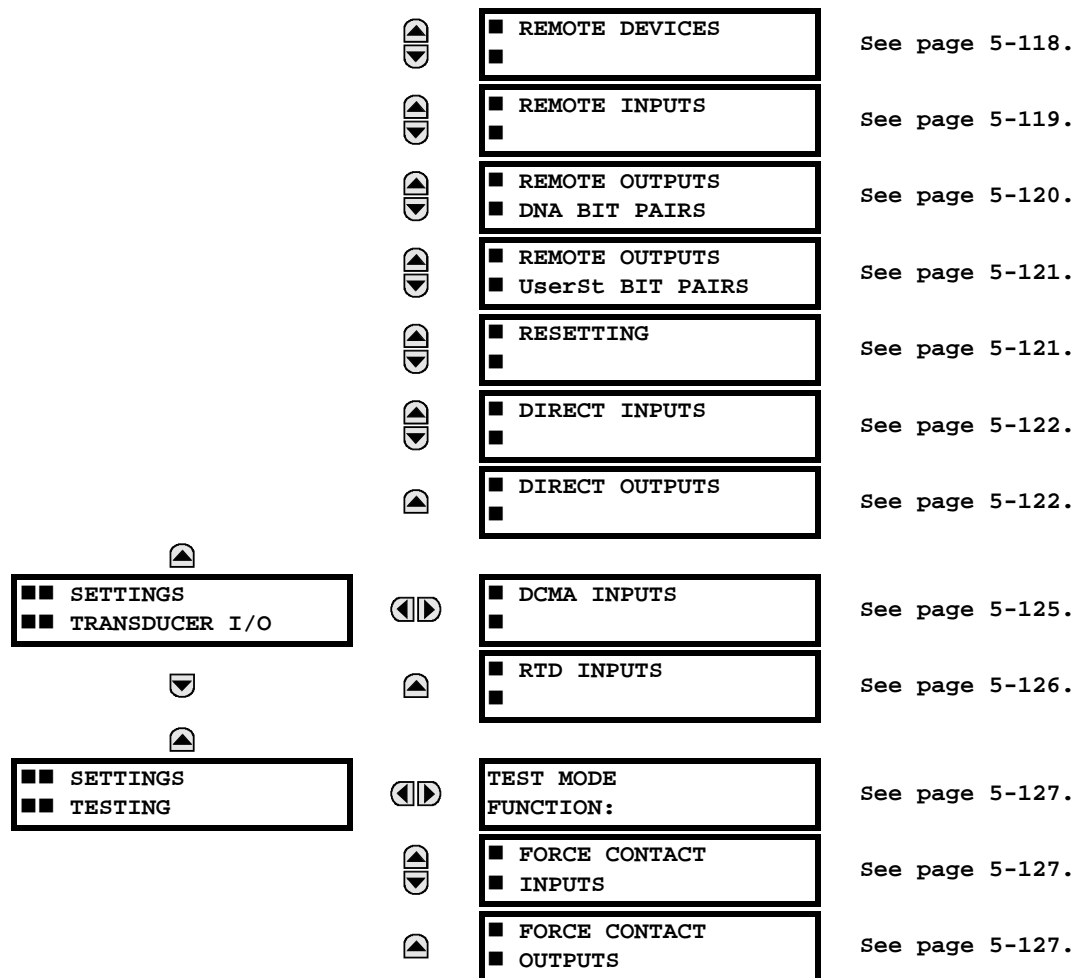 ■ REMOTE DEVICES
■
See page 5-118.
■ REMOTE INPUTS
■
See page 5-119.
■ REMOTE OUTPUTS
■ DNA BIT PAIRS
See page 5-120.
■ REMOTE OUTPUTS
■ UserSt BIT PAIRS
See page 5-121.
■ RESETTING
■
See page 5-121.
■ DIRECT INPUTS
■
See page 5-122.
■ DIRECT OUTPUTS
■
See page 5-122.
■■ SETTINGS
■■ TRANSDUCER I/O
■ DCMA INPUTS
■
See page 5-125.
■ RTD INPUTS
■
See page 5-126.
■■ SETTINGS
■■ TESTING
TEST MODE
FUNCTION:
See page 5-127.
■ FORCE CONTACT
■ INPUTS
See page 5-127.
■ FORCE CONTACT
■ OUTPUTS
See page 5-127.